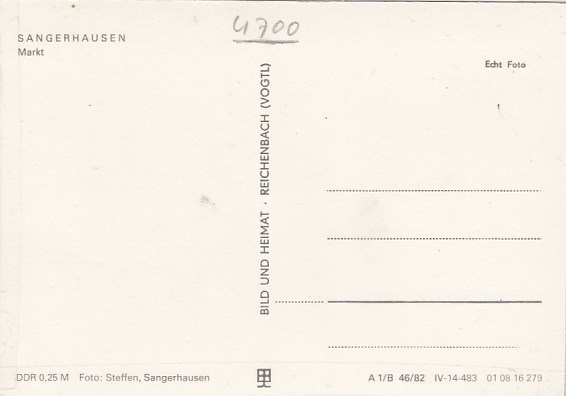 4700
SANGERHAUSEN
Markt
Echt Foto
BILD UND HEIMAT · REICHENBACH (VOGTL)
DDR 0,25 M Foto: Steffen, Sangerhausen
A 1/B 46/82 IV-14-483 01 08 16 279